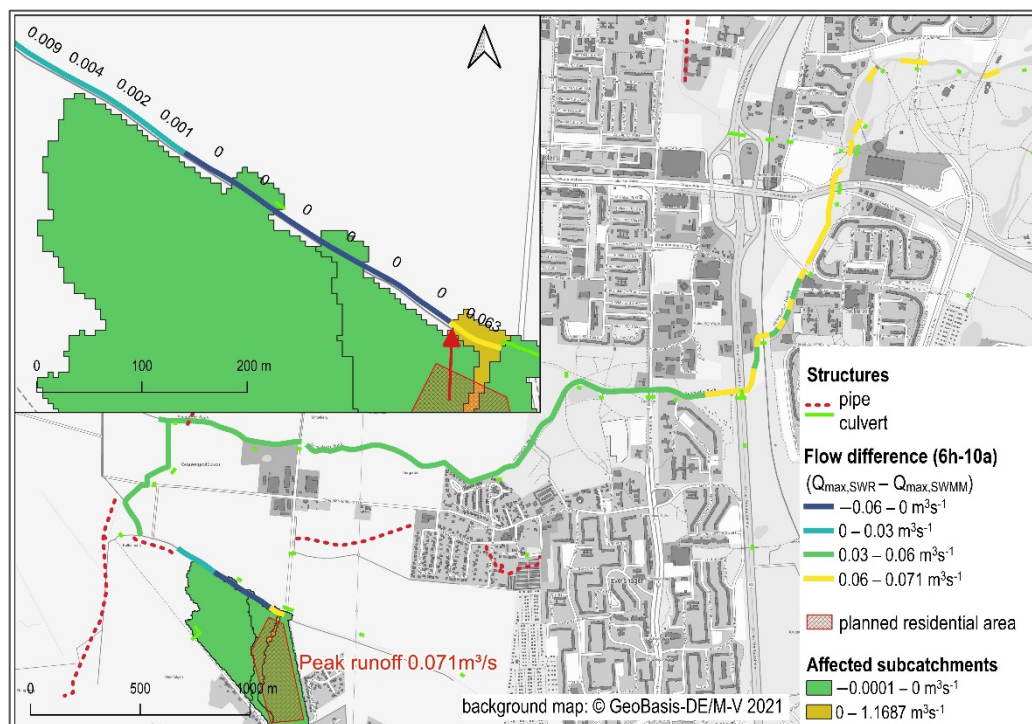 0.009
0.004
0.002
0.001
0
0
0
0
0
0
0.063
0
100
200 m
Peak runoff 0.071m³/s
0
500
1000 m
background map: © GeoBasis-DE/M-V 2021
Structures
pipe
culvert
Flow difference (6h-10a)
(Qmax,SWR – Qmax,SWMM)
−0.06 - 0 m³s⁻¹
0 – 0.03 m³s⁻¹
0.03 – 0.06 m³s⁻¹
0.06 – 0.071 m³s⁻¹
planned residential area
Affected subcatchments
−0.0001 – 0 m³s⁻¹
0 – 1.1687 m³s⁻¹